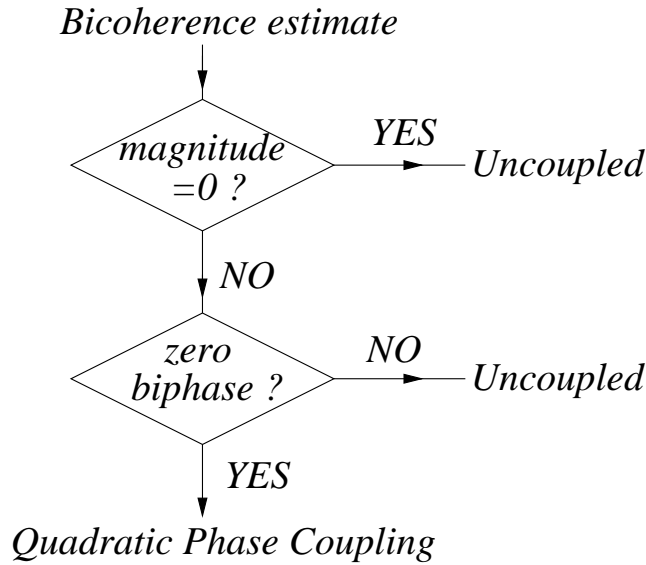 Bicoherence estimate
magnitude
=0 ?
YES
Uncoupled
NO
zero
biphase ?
NO
Uncoupled
YES
Quadratic Phase Coupling